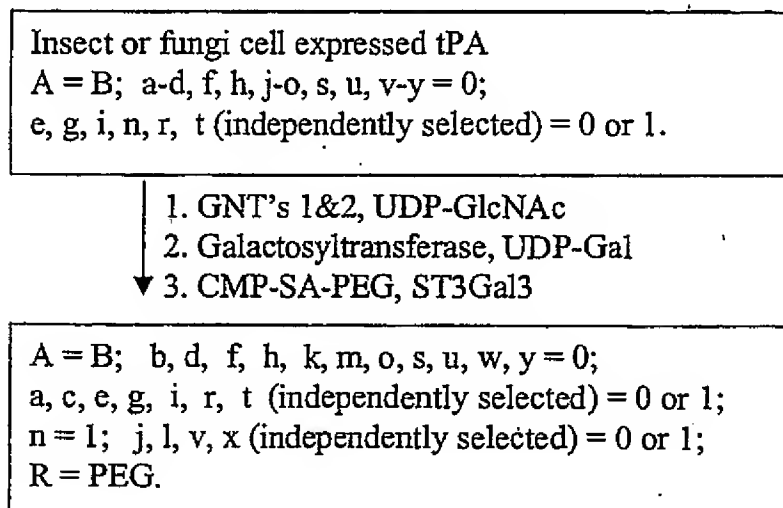 Insect or fungi cell expressed tPA
A = B; a-d, f, h, j-o, s, u, v-y = 0;
e, g, i, n, r, t (independently selected) = 0 or 1.
1. GNT's 1&2, UDP-GlcNAc
2. Galactosyltransferase, UDP-Gal
3. CMP-SA-PEG, ST3Gal3
A = B; b, d, f, h, k, m, o, s, u, w, y = 0;
a, c, e, g, i, r, t (independently selected) = 0 or 1;
n = 1; j, l, v, x (independently selected) = 0 or 1;
R = PEG.